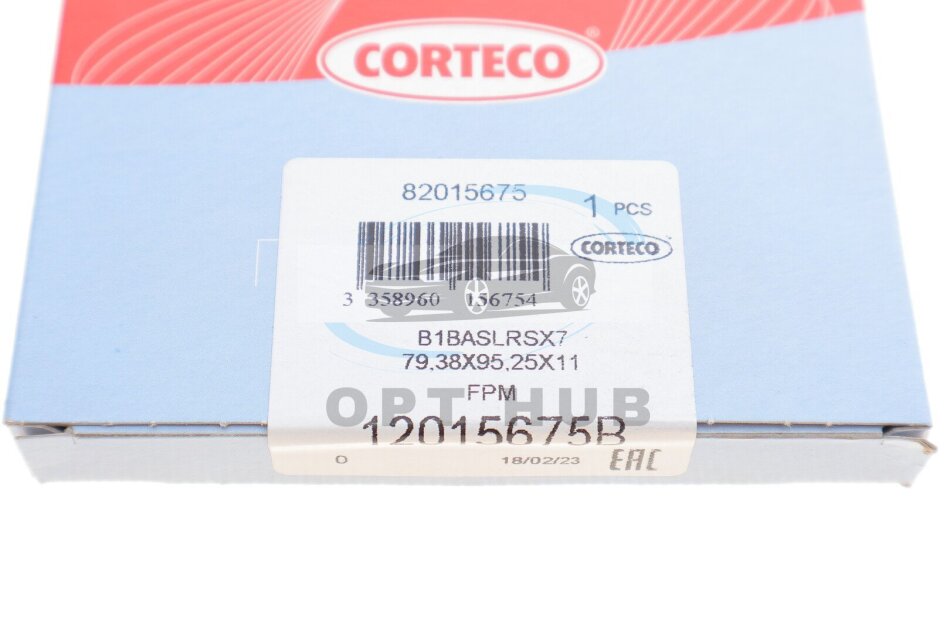 CORTECO®
82015675
1 PCS
CORTECO
3 358960 156754
B1BASLRSX7
79,38X95,25X11
FPM
OPT HUB
12015675B
0 18/02/23 EAC